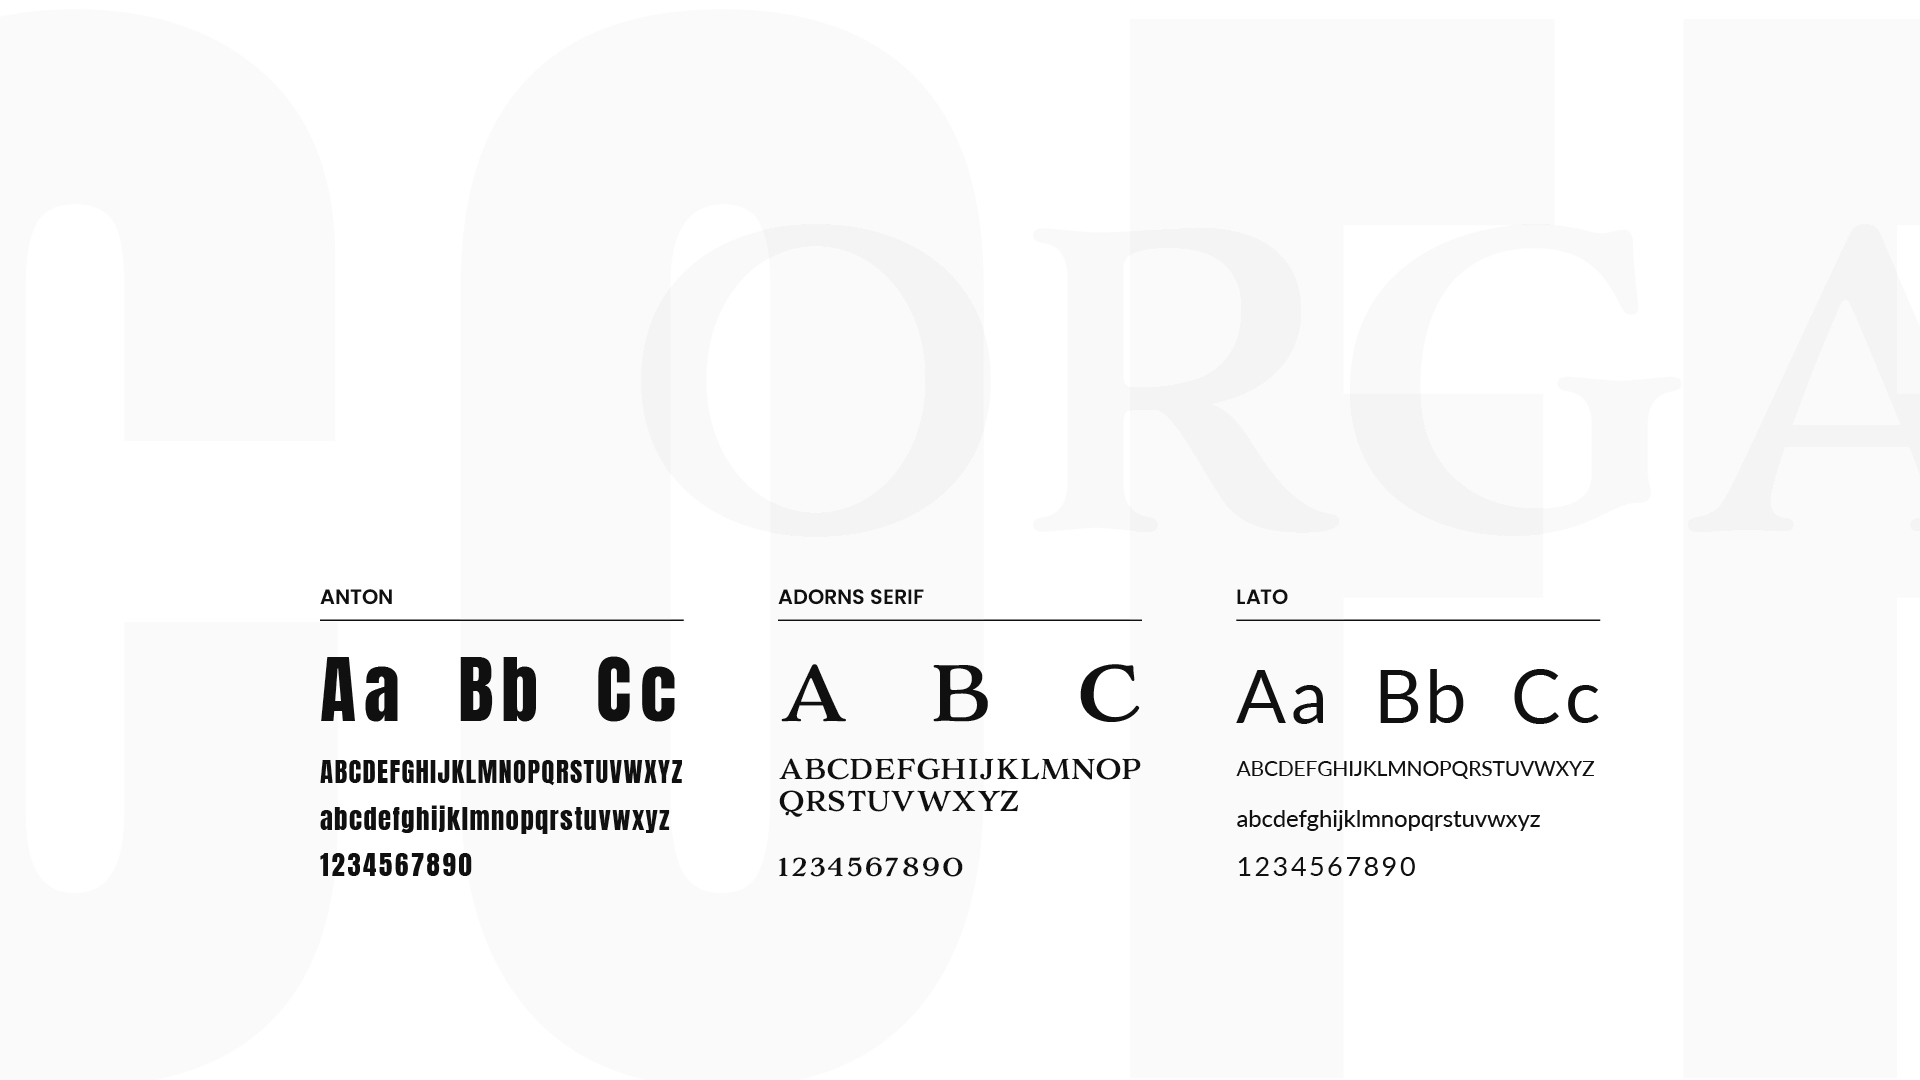 COFF
ORGA
ANTON
Aa Bb Cc
ABCDEFGHIJKLMNOPQRSTUVWXYZ
abcdefghijklmnopqrstuvwxyz
1234567890
ADORNS SERIF
A B C
ABCDEFGHIJKLMNOP
QRSTUVWXYZ
1234567890
LATO
Aa Bb Cc
ABCDEFGHIJKLMNOPQRSTUVWXYZ
abcdefghijklmnopqrstuvwxyz
1234567890